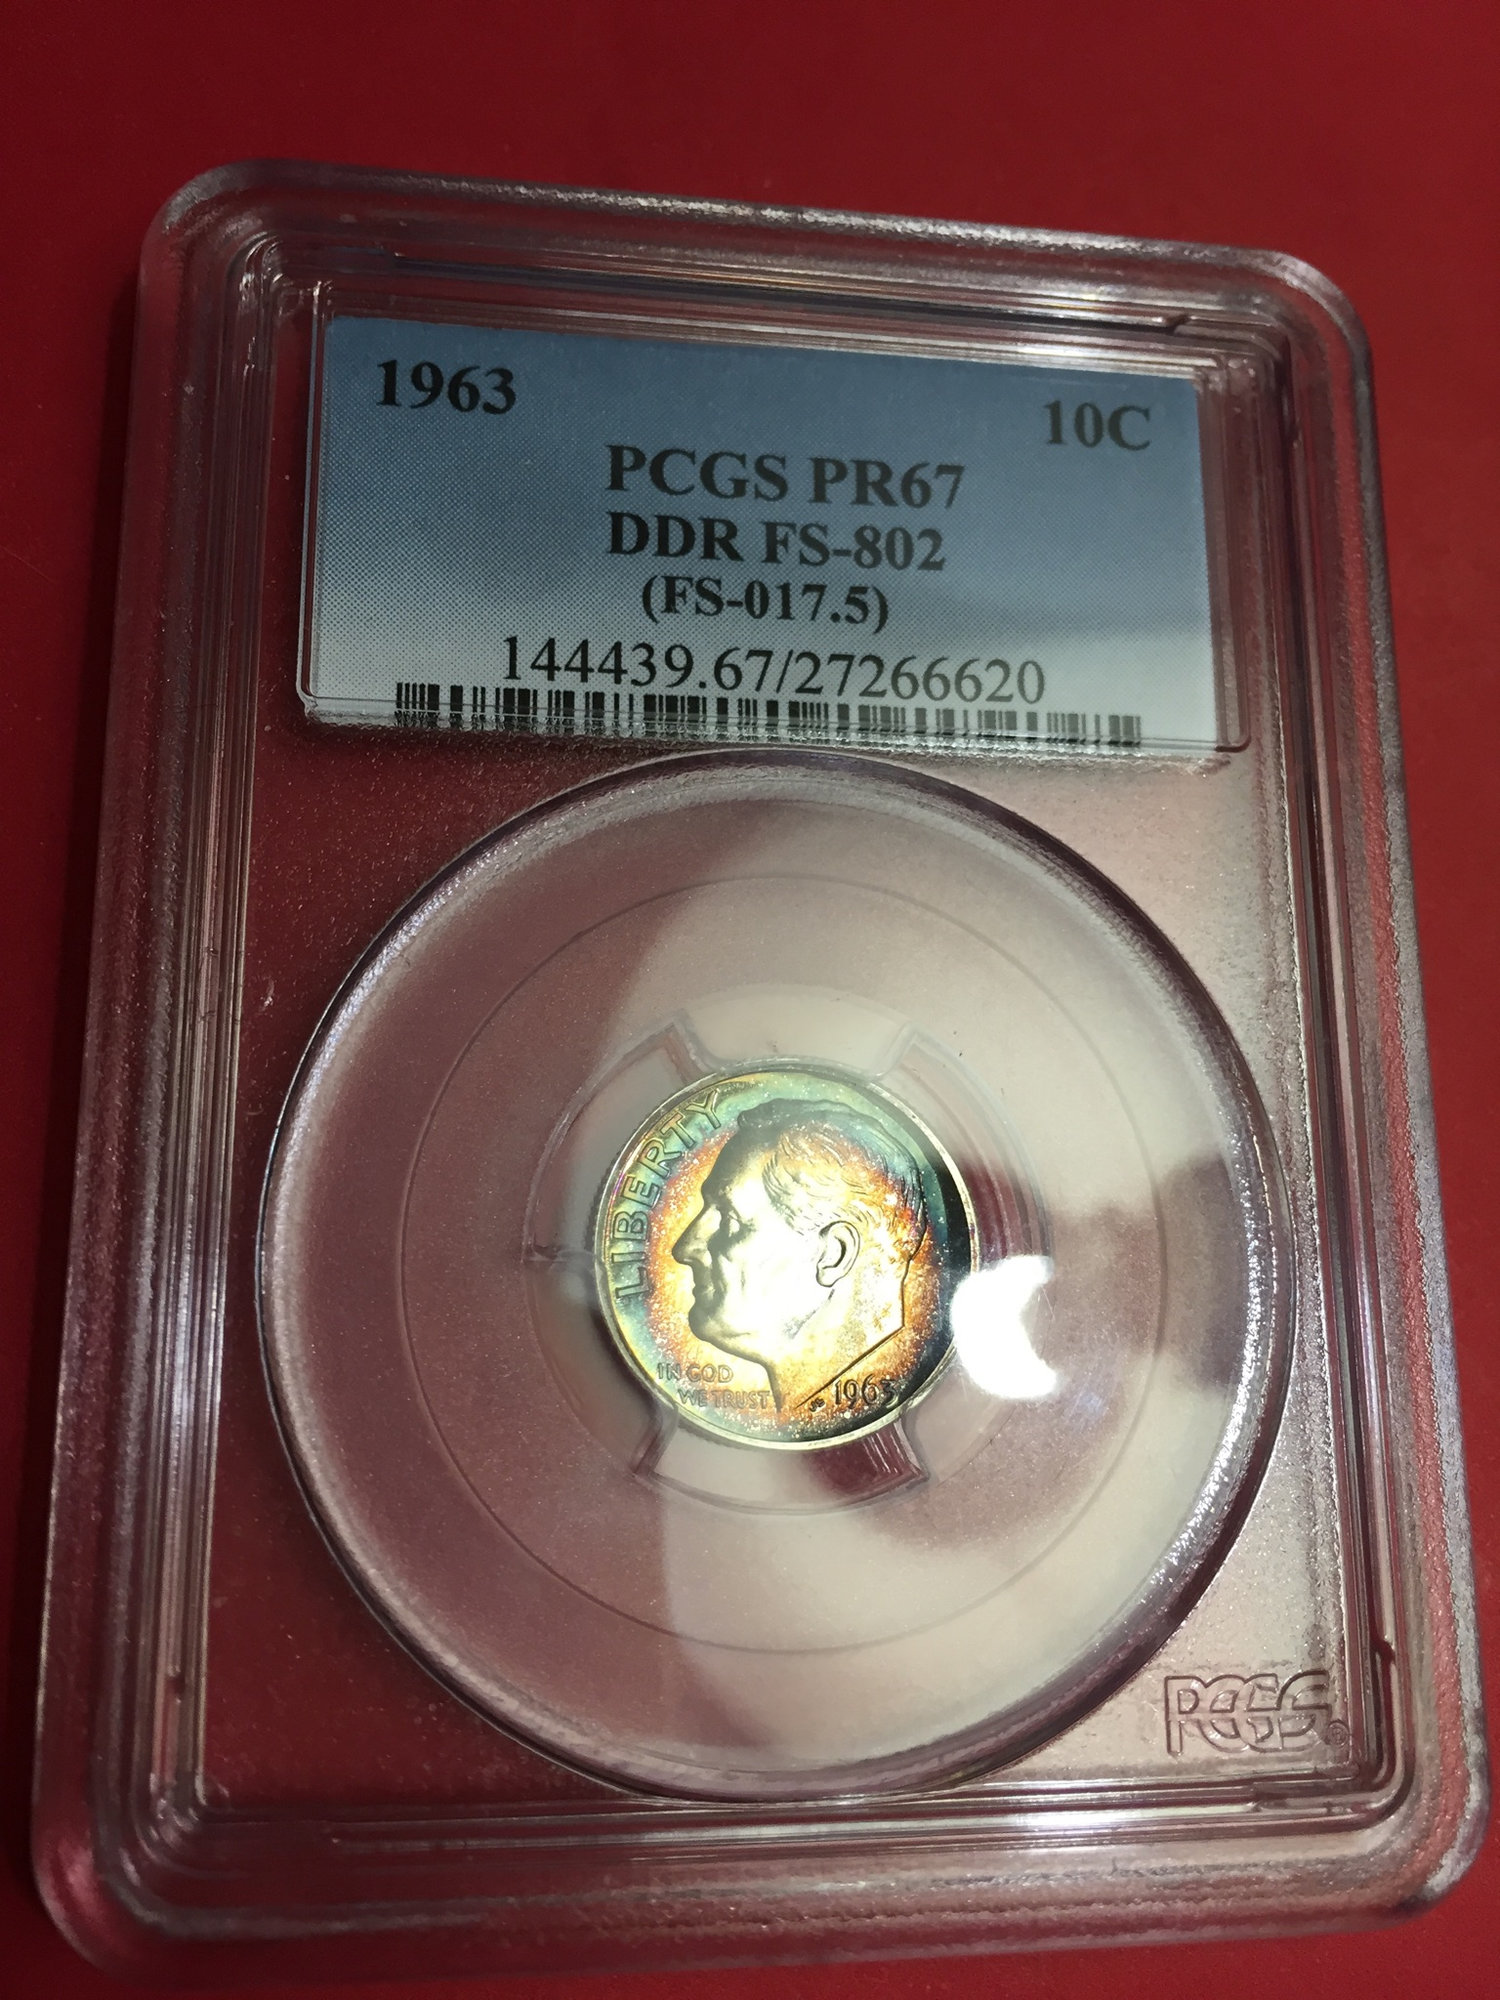 1963 10C
PCGS PR67
DDR FS-802
(FS-017.5)
144439.67/27266620
LIBERTY
IN GOD
WE TRUST
JS 1963
PCGS®